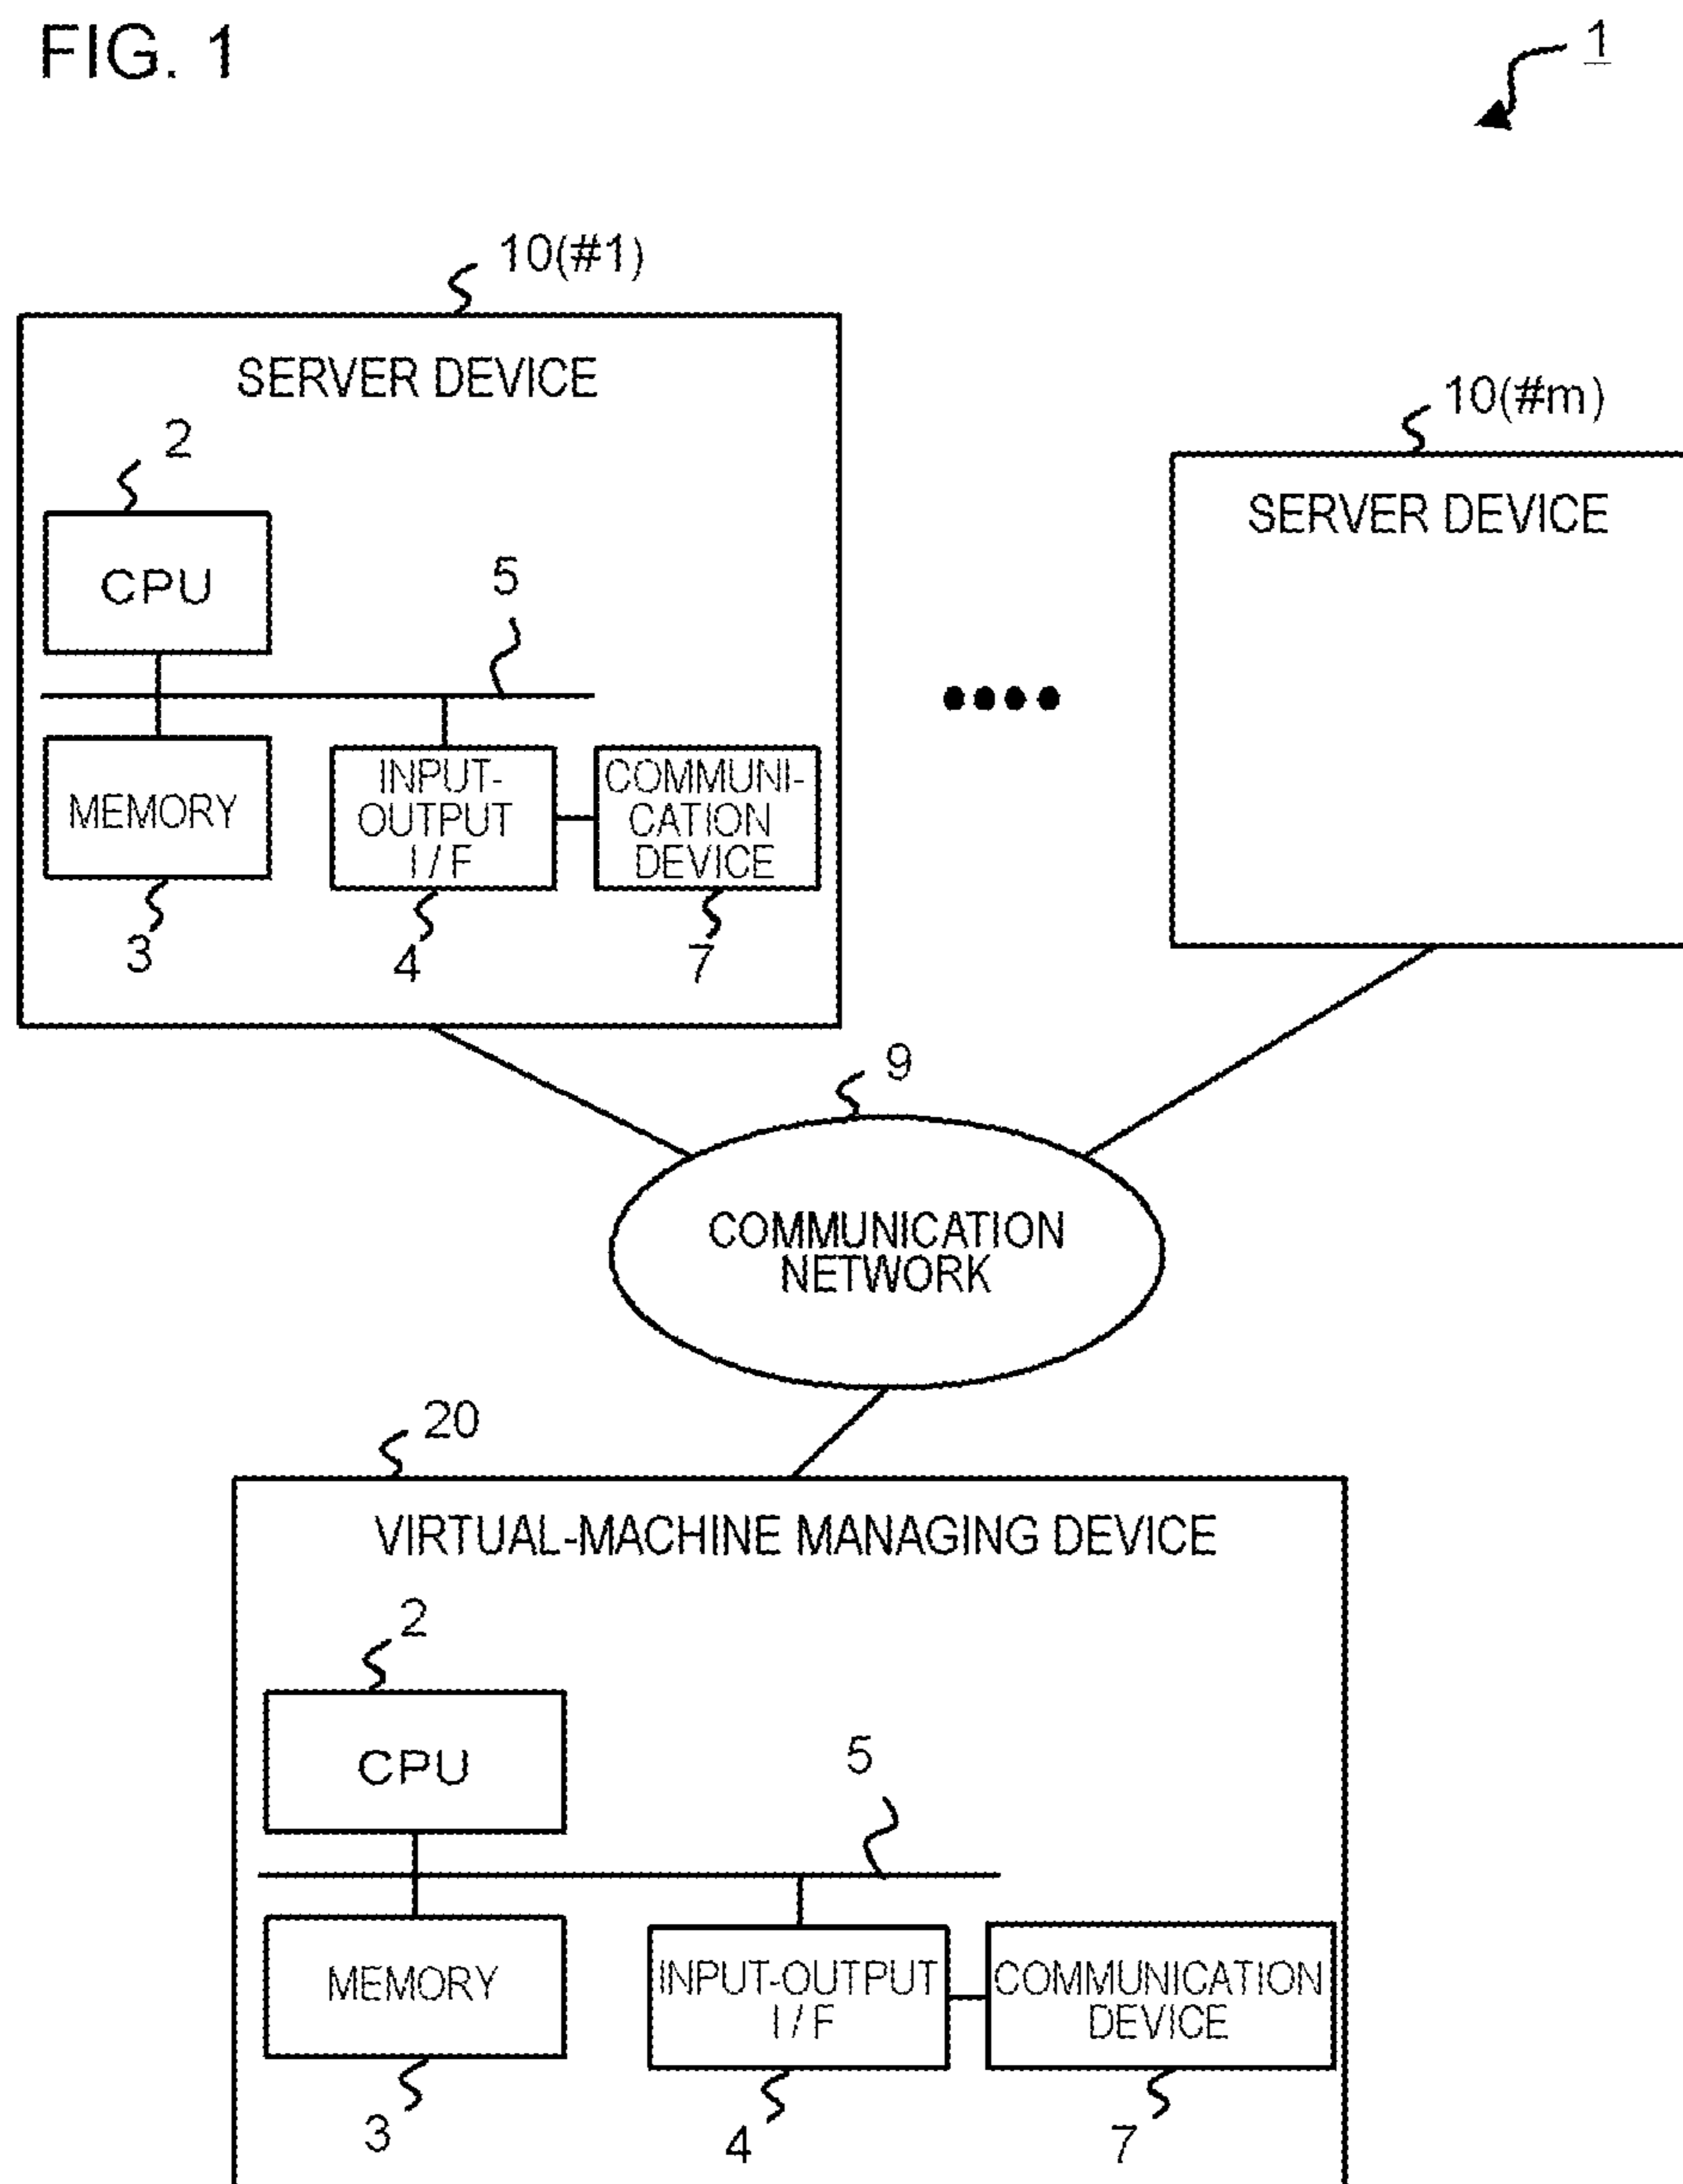 FIG. 1
1
10(#1)
SERVER DEVICE
2
CPU
5
MEMORY
INPUT-
OUTPUT
I / F
COMMUNI-
CATION
DEVICE
3
4
7
10(#m)
SERVER DEVICE
9
COMMUNICATION
NETWORK
20
VIRTUAL-MACHINE MANAGING DEVICE
2
CPU
5
MEMORY
INPUT-OUTPUT
I / F
COMMUNICATION
DEVICE
3
4
7